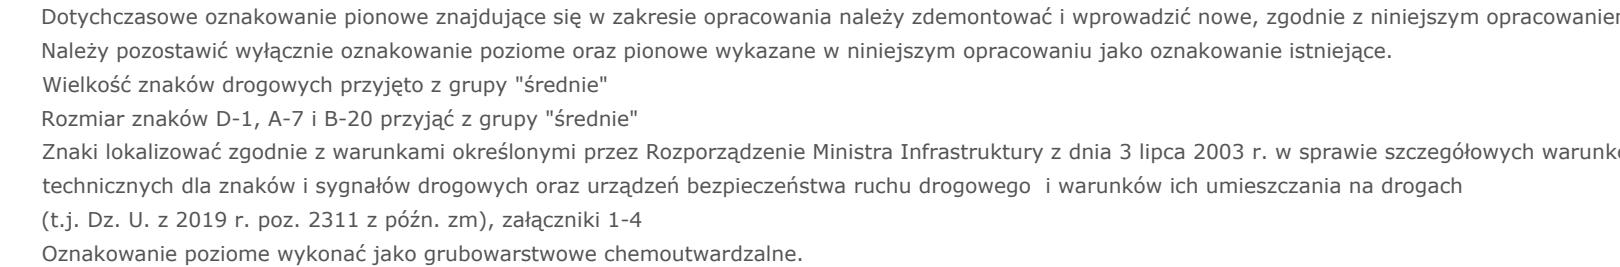 Dotychczasowe oznakowanie pionowe znajdujące się w zakresie opracowania należy zdemontować i wprowadzić nowe, zgodnie z niniejszym
Należy pozostawić wyłącznie oznakowanie poziome oraz pionowe wykazane w niniejszym opracowaniu jako oznakowanie istniejące.
Wielkość znaków drogowych przyjęto z grupy "średnie"
Rozmiar znaków D-1, A-7 i B-20 przyjąć z grupy "średnie"
Znaki lokalizować zgodnie z warunkami określonymi przez Rozporządzenie Ministra Infrastruktury z dnia 3 lipca 2003 r. w sprawie szczegółowych
technicznych dla znaków i sygnałów drogowych oraz urządzeń bezpieczeństwa ruchu drogowego i warunków ich umieszczania na drogach
(t.j. Dz. U. z 2019 r. poz. 2311 z późn. zm), załączniki 1-4
Oznakowanie poziome wykonać jako grubowarstwowe chemoutwardzalne.